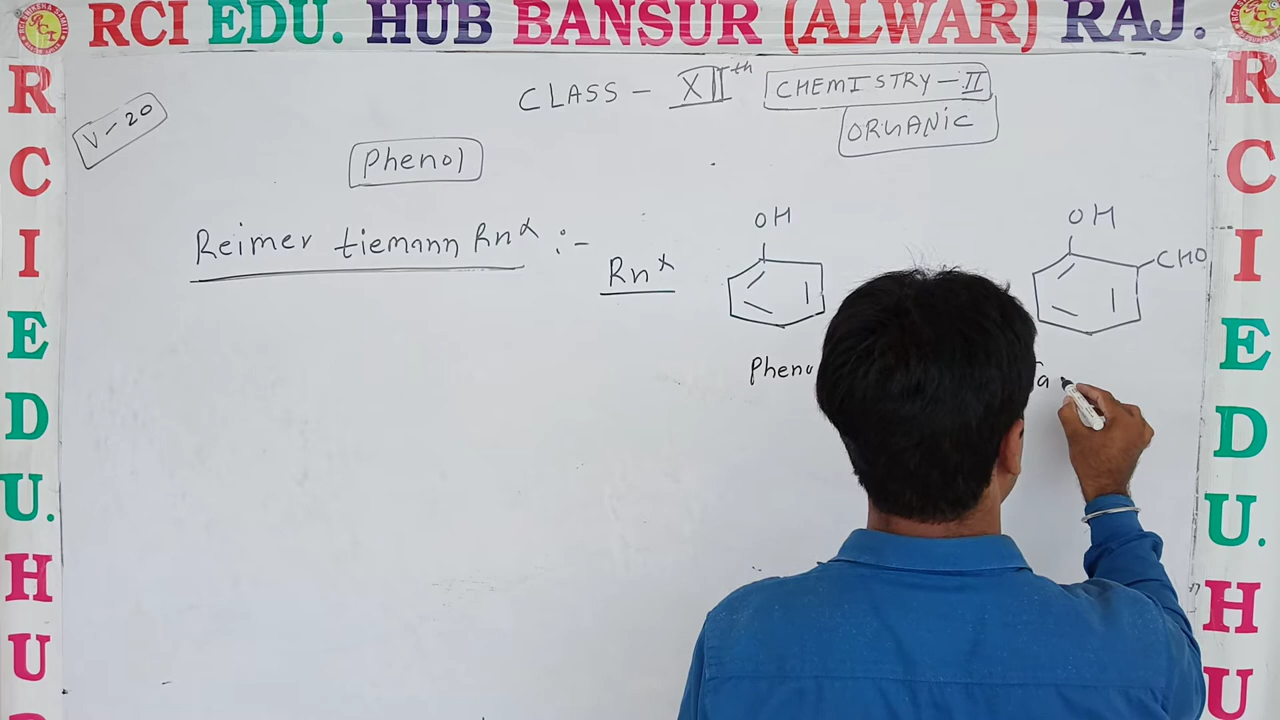 RCI EDU. HUB BANSUR (ALWAR) RAJ.
R
C
I
E
D
U.
H
U
R
C
I
E
D
U.
H
U
CLASS - XIIth CHEMISTRY-II
ORGANIC
V-20
Phenol
Reimer tiemann Rnx :-
Rnx
OH
OH
CHO